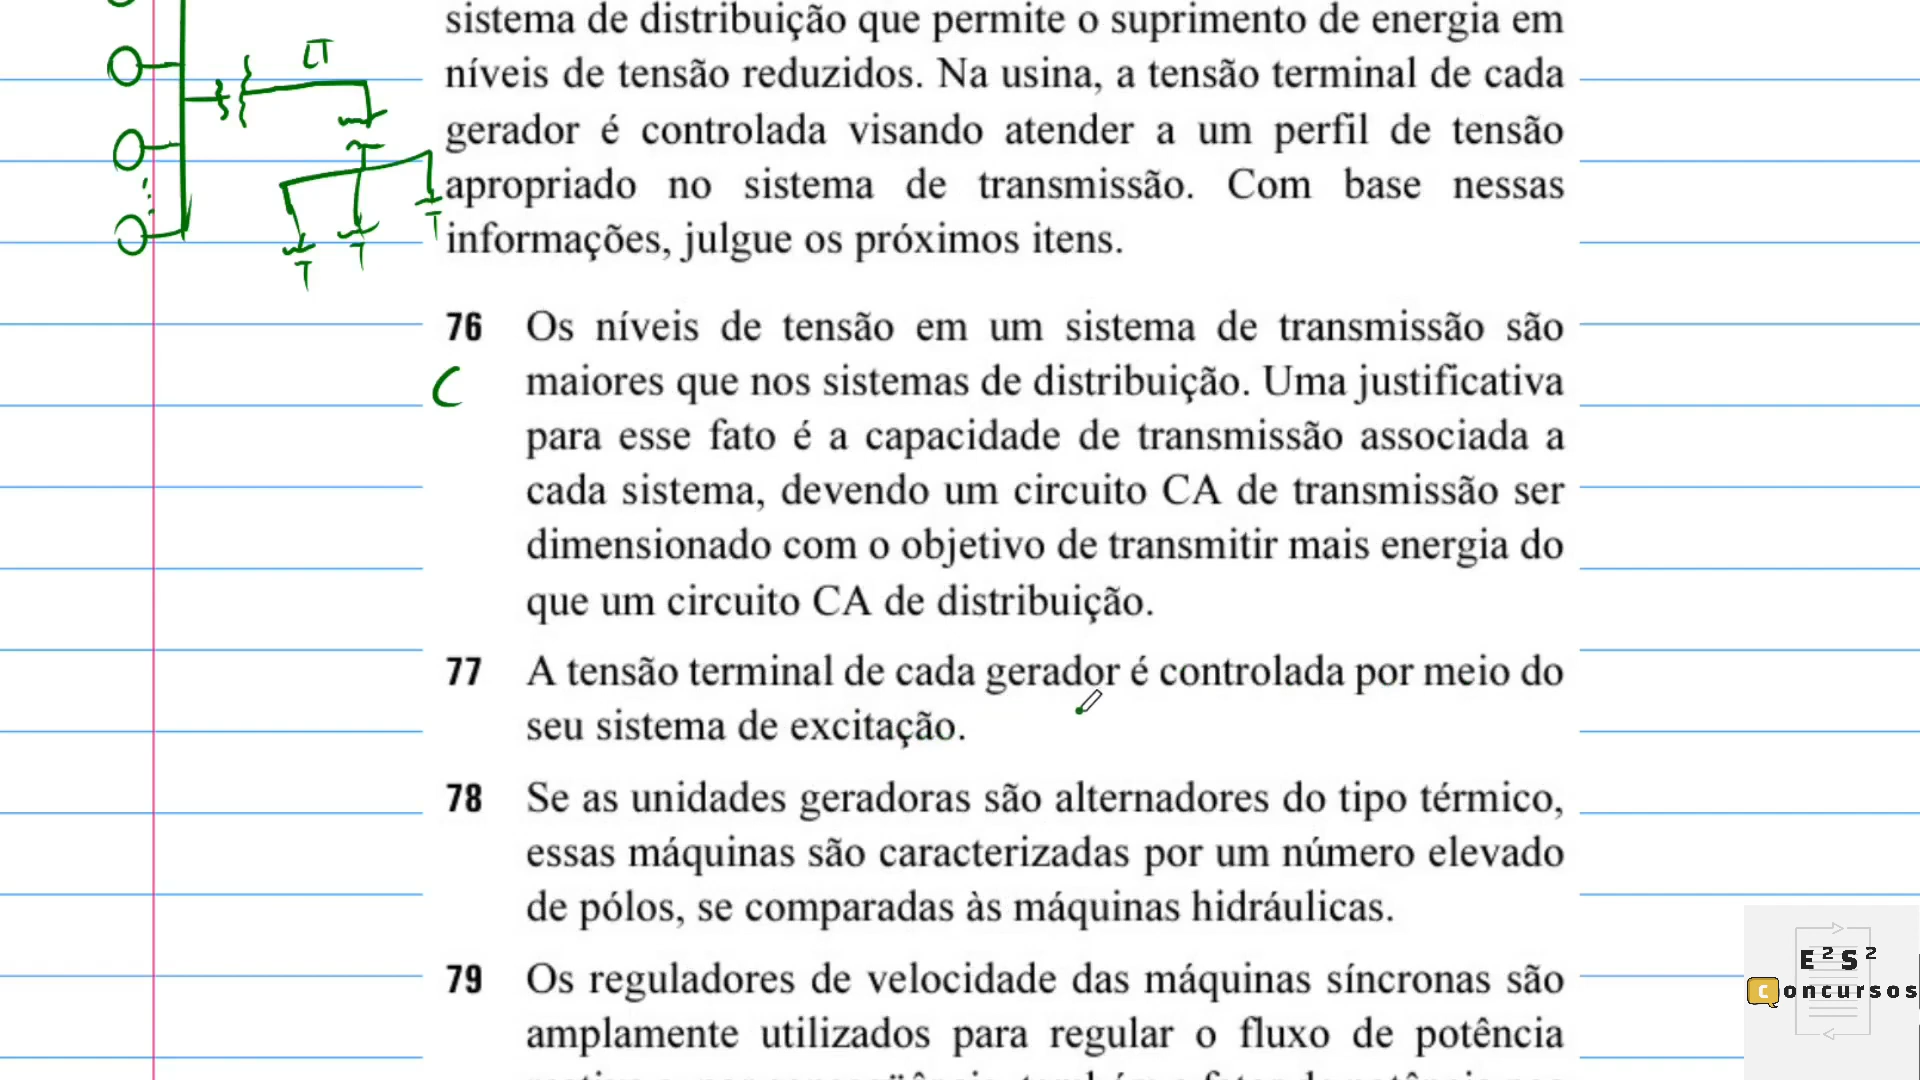 sistema de distribuição que permite o suprimento de energia em
LT
níveis de tensão reduzidos. Na usina, a tensão terminal de cada
gerador é controlada visando atender a um perfil de tensão
apropriado no sistema de transmissão. Com base nessas
informações, julgue os próximos itens.
76 Os níveis de tensão em um sistema de transmissão são
C maiores que nos sistemas de distribuição. Uma justificativa
para esse fato é a capacidade de transmissão associada a
cada sistema, devendo um circuito CA de transmissão ser
dimensionado com o objetivo de transmitir mais energia do
que um circuito CA de distribuição.
77 A tensão terminal de cada gerador é controlada por meio do
seu sistema de excitação.
78 Se as unidades geradoras são alternadores do tipo térmico,
essas máquinas são caracterizadas por um número elevado
de pólos, se comparadas às máquinas hidráulicas.
79 Os reguladores de velocidade das máquinas síncronas são
amplamente utilizados para regular o fluxo de potência
E²S²
Concursos